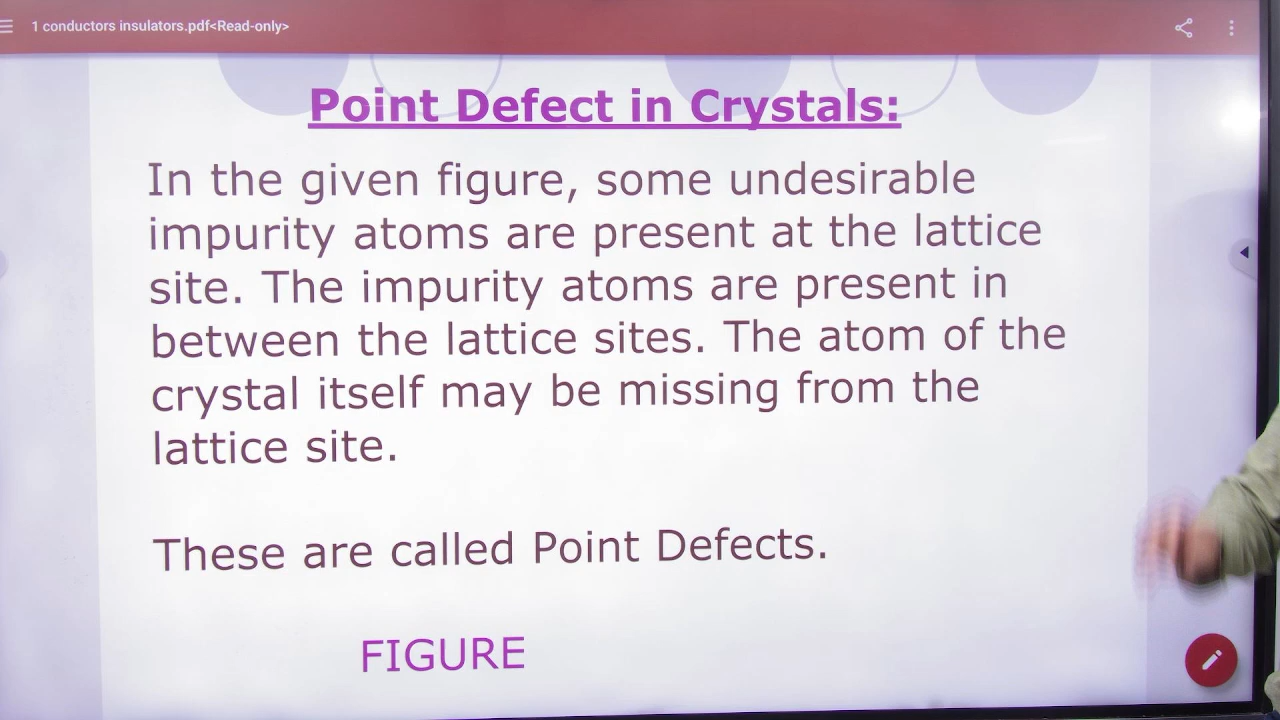 1 conductors insulators.pdf<Read-only>
Point Defect in Crystals:
In the given figure, some undesirable
impurity atoms are present at the lattice
site. The impurity atoms are present in
between the lattice sites. The atom of the
crystal itself may be missing from the
lattice site.
These are called Point Defects.
FIGURE